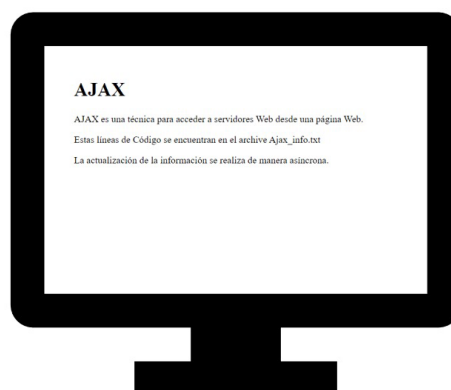 AJAX
AJAX es una técnica para acceder a servidores Web desde una página Web.
Estas líneas de Código se encuentran en el archive Ajax_info.txt
La actualización de la información se realiza de manera asíncrona.